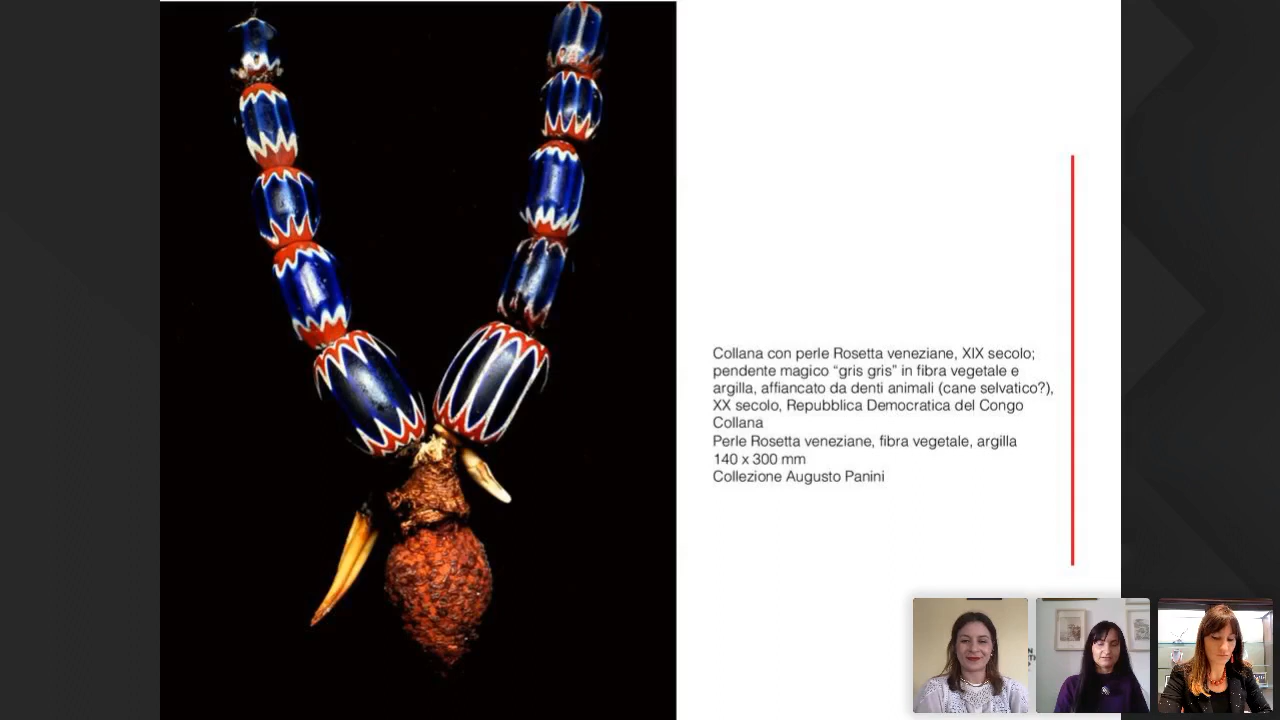 Collana con perle Rosetta veneziane, XIX secolo;
pendente magico “gris gris” in fibra vegetale e
argilla, affiancato da denti animali (cane selvatico?),
XX secolo, Repubblica Democratica del Congo
Collana
Perle Rosetta veneziane, fibra vegetale, argilla
140 x 300 mm
Collezione Augusto Panini